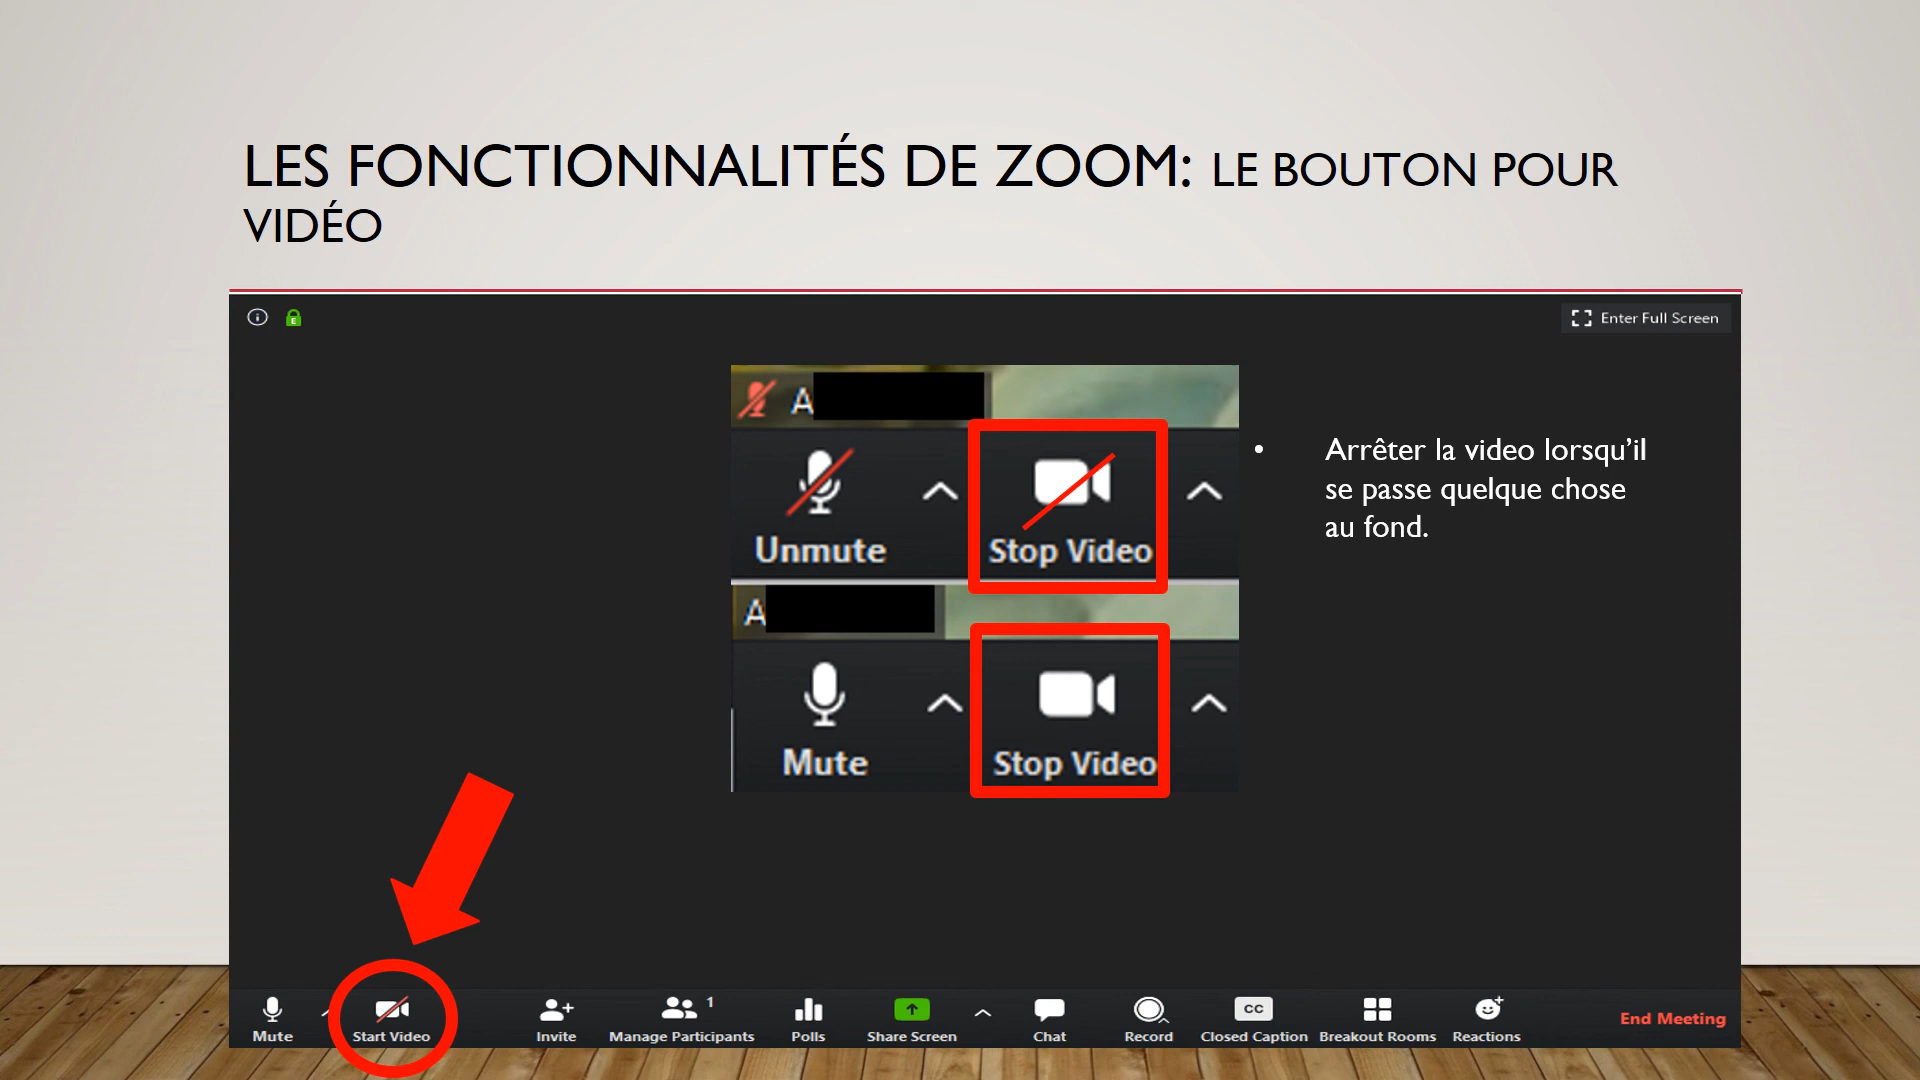 LES FONCTIONNALITÉS DE ZOOM: LE BOUTON POUR
VIDÉO
Enter Full Screen
A
Unmute
Stop Video
A
Mute
Stop Video
• Arrêter la video lorsqu’il
se passe quelque chose
au fond.
Mute
Start Video
Invite
Manage Participants
1
Polls
Share Screen
Chat
Record
CC
Closed Caption
Breakout Rooms
Reactions
End Meeting